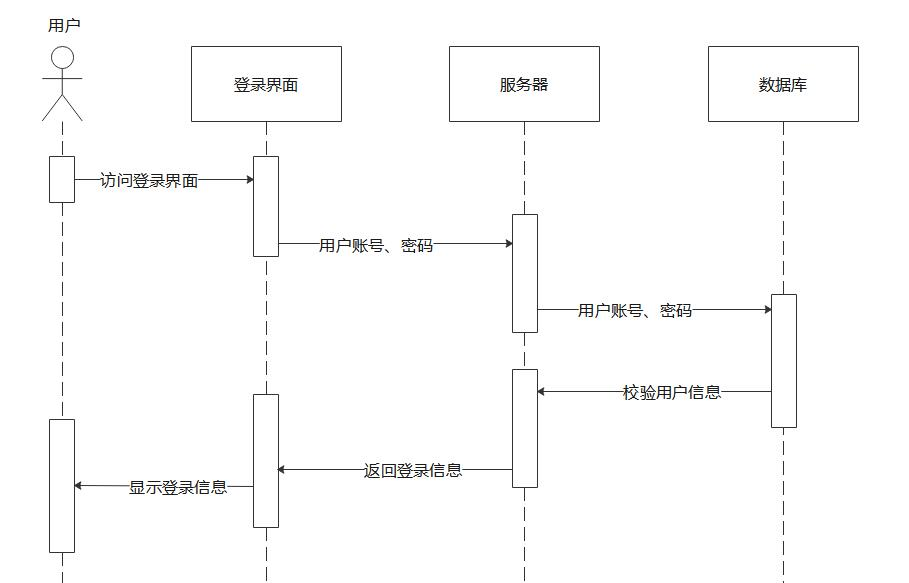 用户
登录界面
服务器
数据库
访问登录界面
用户账号、密码
用户账号、密码
校验用户信息
返回登录信息
显示登录信息